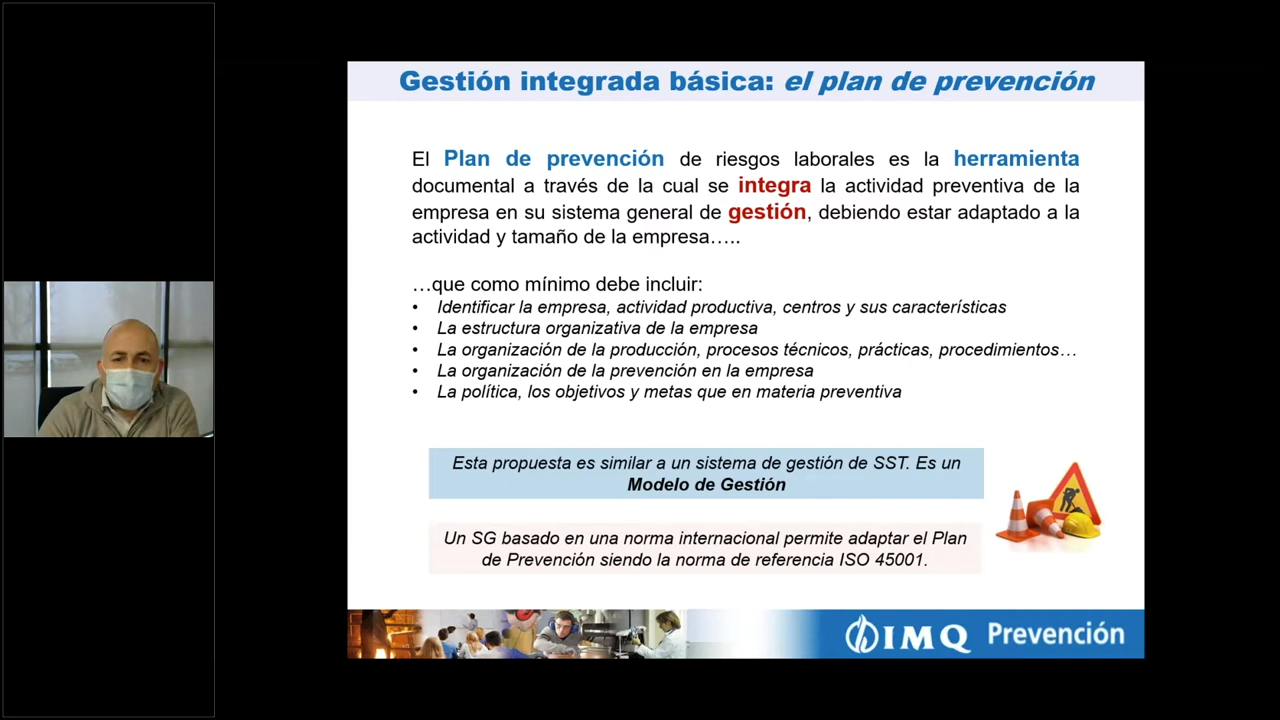 Gestión integrada básica: el plan de prevención
El Plan de prevención de riesgos laborales es la herramienta
documental a través de la cual se integra la actividad preventiva de la
empresa en su sistema general de gestión, debiendo estar adaptado a la
actividad y tamaño de la empresa…..
…que como mínimo debe incluir:
• Identificar la empresa, actividad productiva, centros y sus características
• La estructura organizativa de la empresa
• La organización de la producción, procesos técnicos, prácticas, procedimientos…
• La organización de la prevención en la empresa
• La política, los objetivos y metas que en materia preventiva
Esta propuesta es similar a un sistema de gestión de SST. Es un
Modelo de Gestión
Un SG basado en una norma internacional permite adaptar el Plan
de Prevención siendo la norma de referencia ISO 45001.
IMQ Prevención